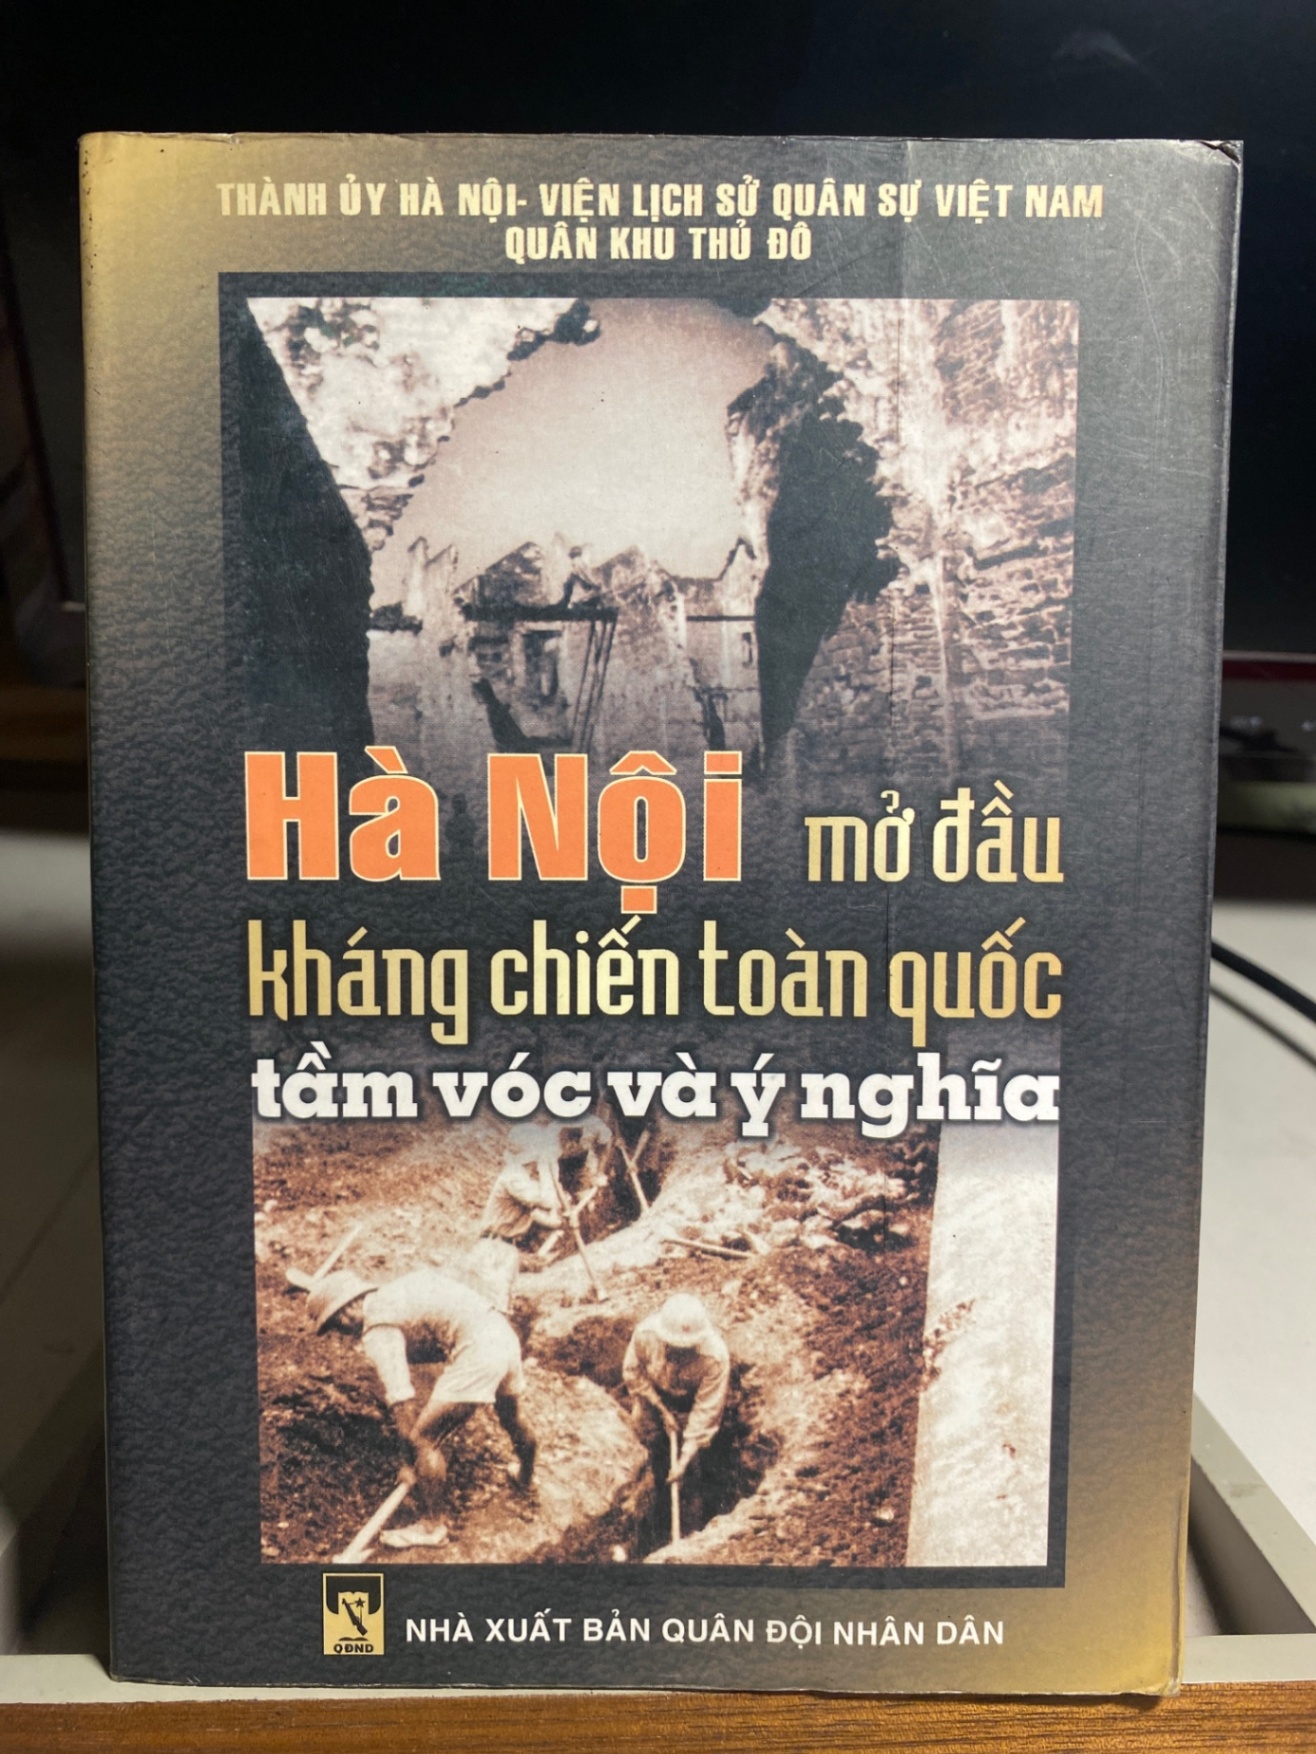 THÀNH ỦY HÀ NỘI- VIỆN LỊCH SỬ QUÂN SỰ VIỆT NAM
QUÂN KHU THỦ ĐÔ
Hà Nội mở đầu
kháng chiến toàn quốc
tầm vóc và ý nghĩa
QĐND
NHÀ XUẤT BẢN QUÂN ĐỘI NHÂN DÂN